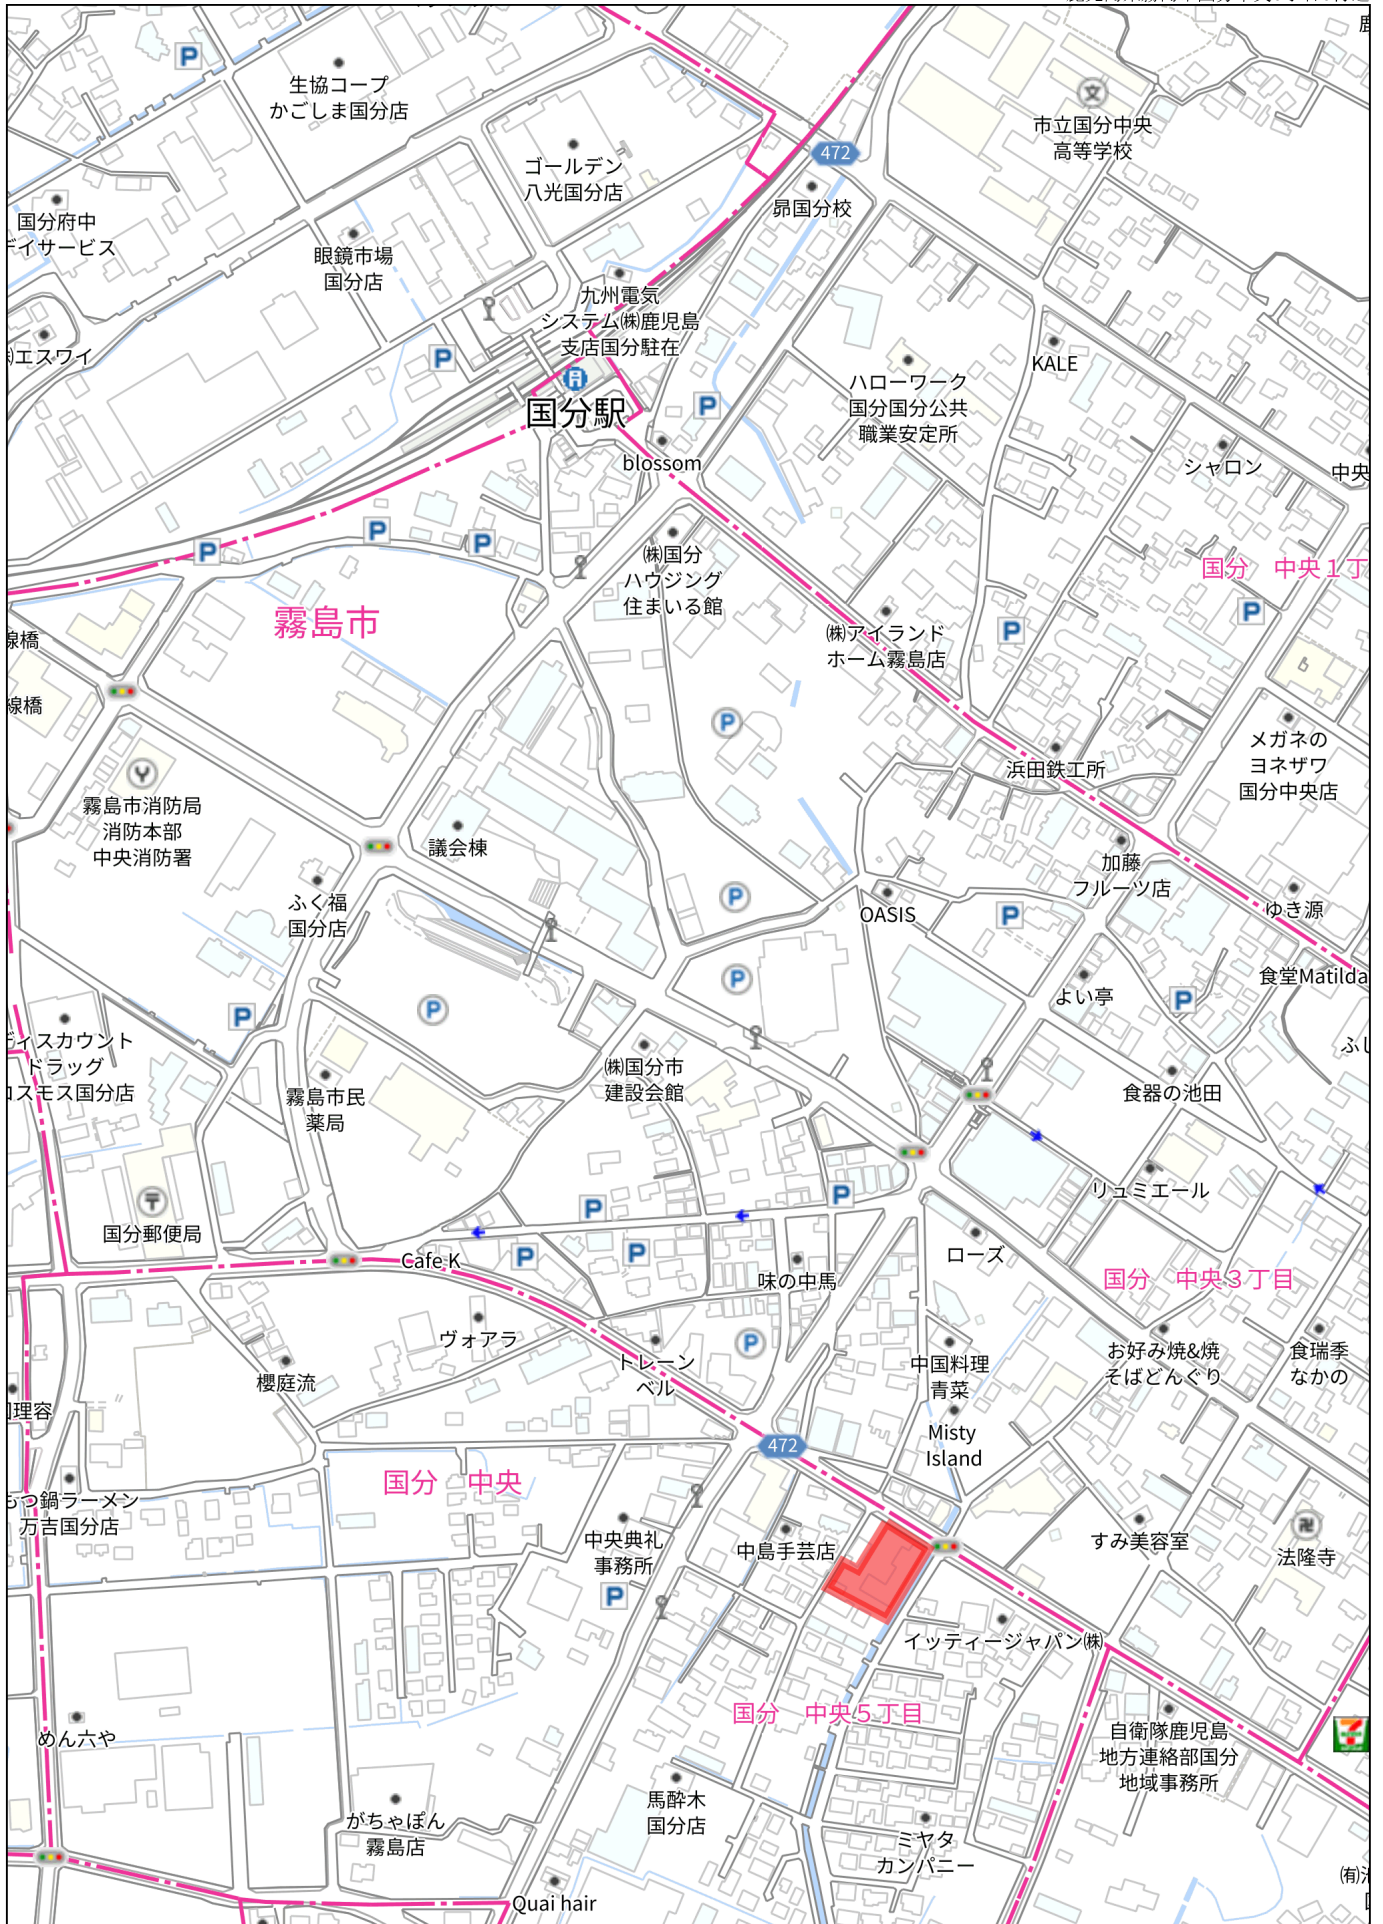 生協コープ
かごしま国分店
ゴールデン
八光国分店
472
市立国分中央
高等学校
昴国分校
国分府中
デイサービス
眼鏡市場
国分店
九州電気
システム㈱鹿児島
支店国分駐在
㈱エスワイ
国分駅
KALE
ハローワーク
国分国分公共
職業安定所
blossom
シャロン
中央
㈱国分
ハウジング
住まいる館
国分 中央1丁
霧島市
線橋
㈱アイランド
ホーム霧島店
線橋
メガネの
ヨネザワ
国分中央店
浜田鉄工所
霧島市消防局
消防本部
中央消防署
議会棟
加藤
フルーツ店
ふく福
国分店
OASIS
ゆき源
食堂Matilda
よい亭
ディスカウント
ドラッグ
コスモス国分店
㈱国分市
建設会館
食器の池田
霧島市民
薬局
リュミエール
国分郵便局
Cafe K
ローズ
味の中馬
国分 中央3丁目
ヴォアラ
トレーン
ベル
中国料理
青菜
お好み焼&焼
そばどんぐり
食瑞季
なかの
櫻庭流
理容
Misty
Island
472
国分 中央
もつ鍋ラーメン
万吉国分店
中央典礼
事務所
中島手芸店
すみ美容室
法隆寺
イッティージャパン㈱
国分 中央5丁目
めん六や
自衛隊鹿児島
地方連絡部国分
地域事務所
馬酔木
国分店
がちゃぽん
霧島店
ミヤタ
カンパニー
Quai hair